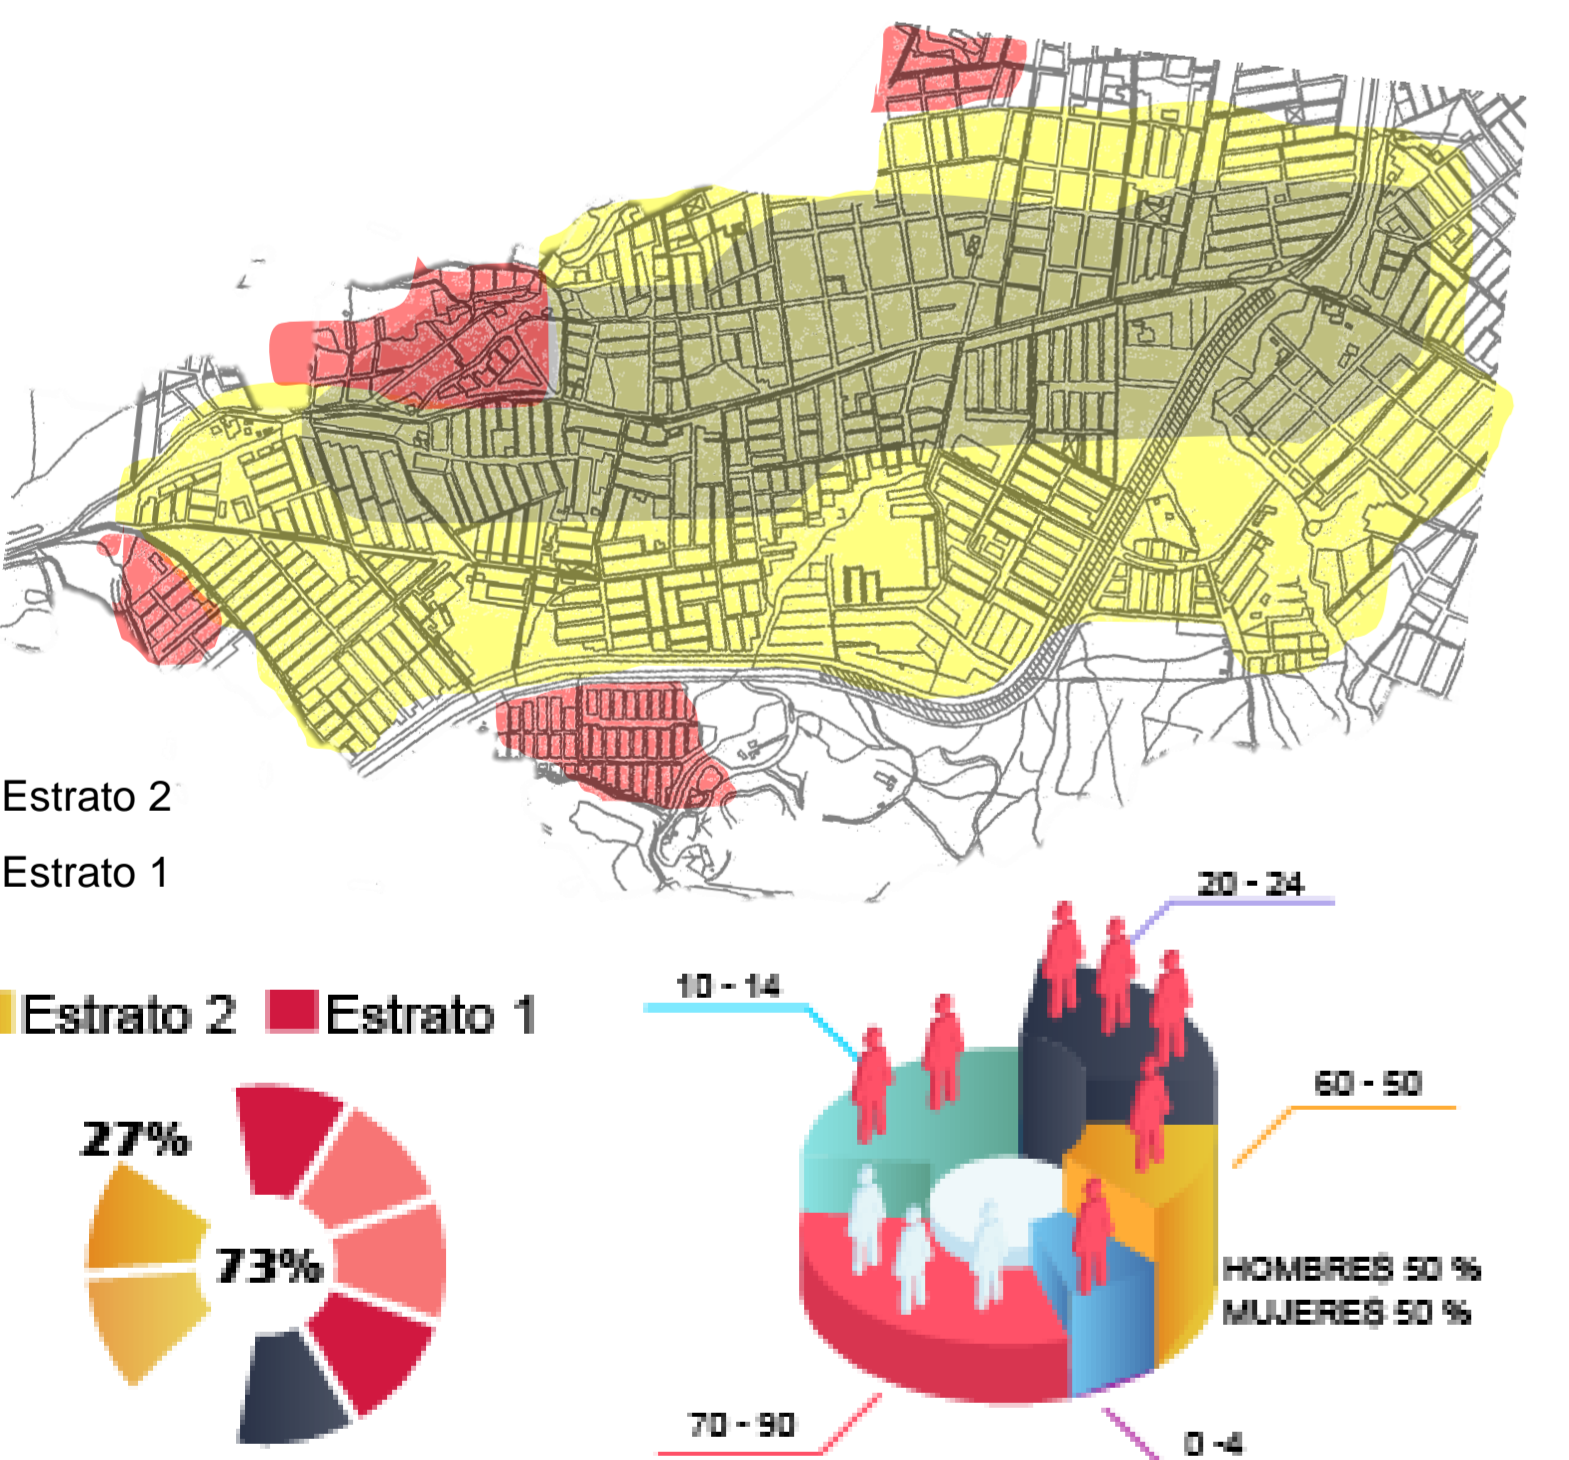 Estrato 2
Estrato 1
20 - 24
10 - 14
Estrato 2 Estrato 1
60 - 50
27%
73%
HOMBRES 50 %
MUJERES 50 %
70 - 90
0 -4